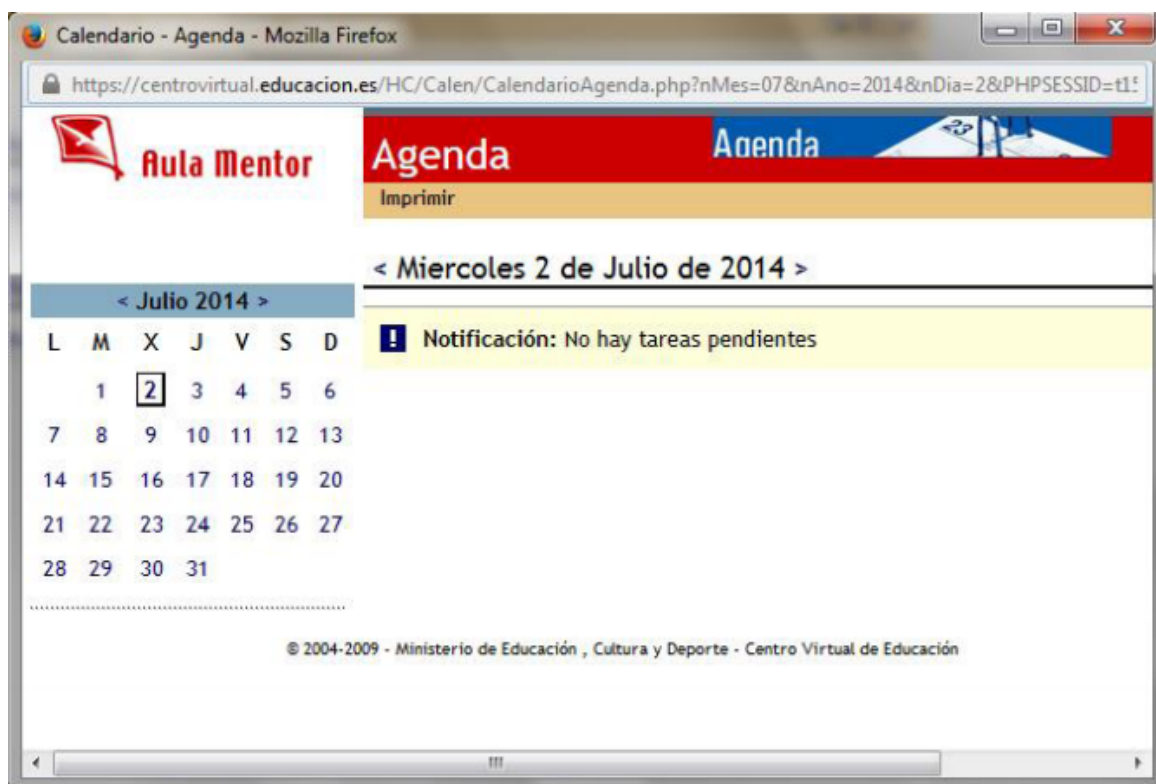 Calendario - Agenda - Mozilla Firefox
https://centrovirtual.educacion.es/HC/Calen/CalendarioAgenda.php?nMes=07&nAno=2014&nDia=2&PHPSESSID=t15
Aula Mentor
Agenda
Agenda
23
Imprimir
< Miercoles 2 de Julio de 2014 >
< Julio 2014 >
L M X J V S D
1 2 3 4 5 6
7 8 9 10 11 12 13
14 15 16 17 18 19 20
21 22 23 24 25 26 27
28 29 30 31
! Notificación: No hay tareas pendientes
© 2004-2009 - Ministerio de Educación , Cultura y Deporte - Centro Virtual de Educación